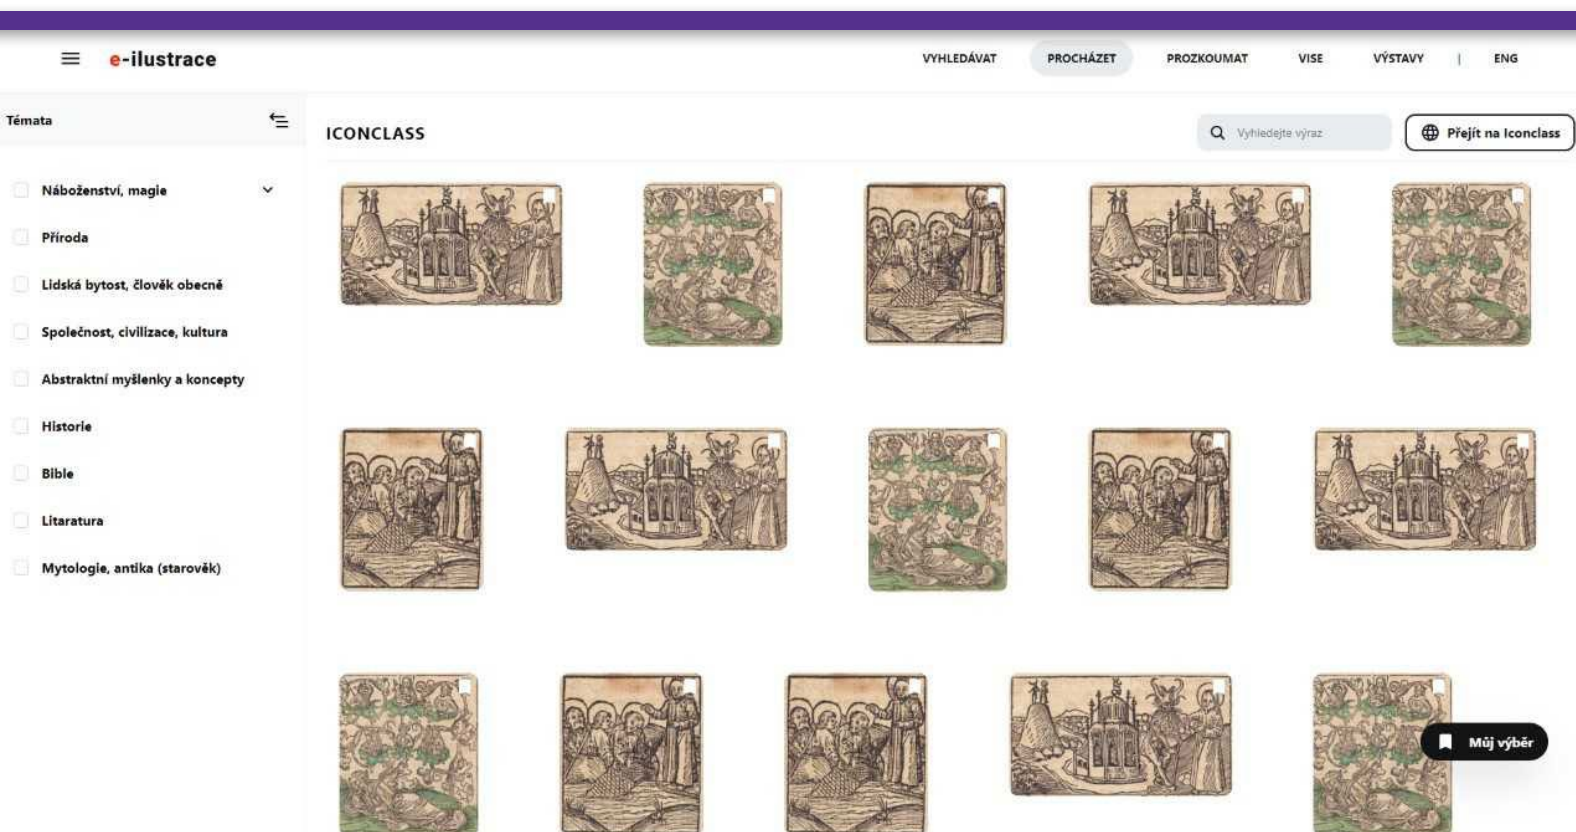 e-ilustrace
VYHLEDÁVAT PROCHÁZET PROZKOUMAT VISE VÝSTAVY | ENG
Témata
ICONCLASS
Vyhledejte výraz
Přejít na Iconclass
Náboženství, magie
Příroda
Lidská bytost, člověk obecně
Společnost, civilizace, kultura
Abstraktní myšlenky a koncepty
Historie
Bible
Litaratura
Mytologie, antika (starověk)
Můj výběr